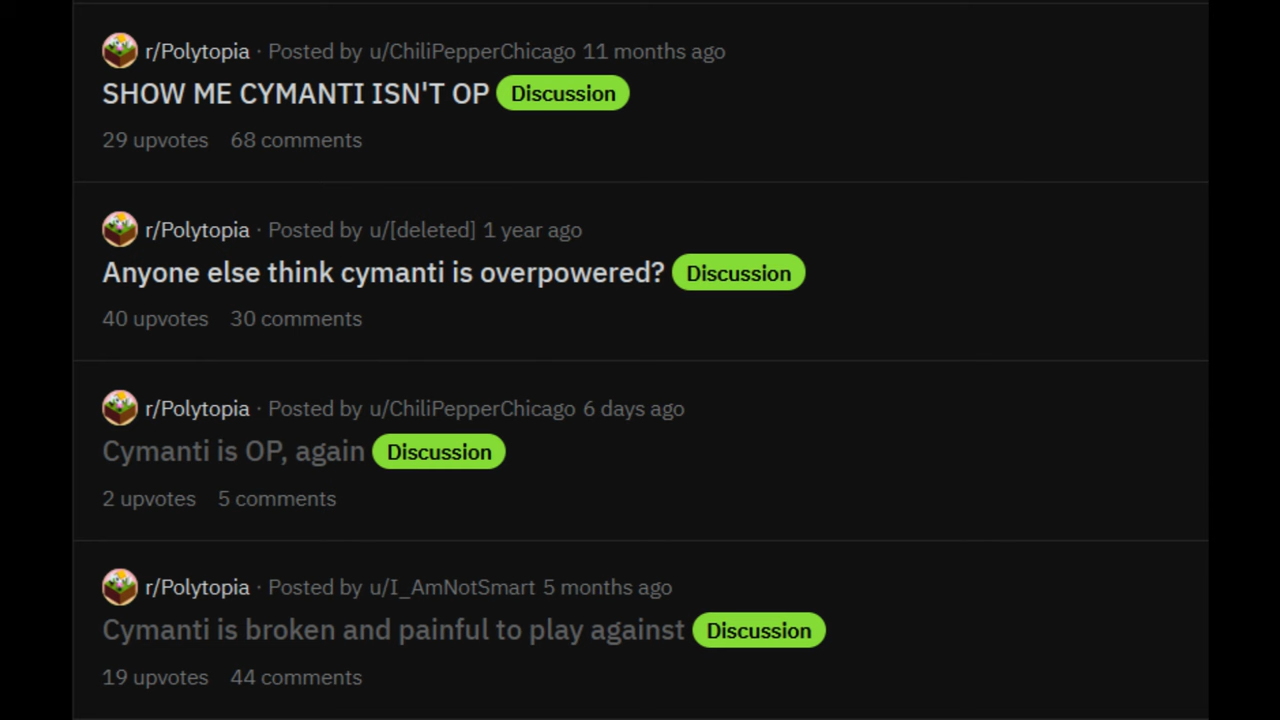 r/Polytopia · Posted by u/ChiliPepperChicago 11 months ago
SHOW ME CYMANTI ISN'T OP Discussion
29 upvotes 68 comments
r/Polytopia · Posted by u/[deleted] 1 year ago
Anyone else think cymanti is overpowered? Discussion
40 upvotes 30 comments
r/Polytopia · Posted by u/ChiliPepperChicago 6 days ago
Cymanti is OP, again Discussion
2 upvotes 5 comments
r/Polytopia · Posted by u/I_AmNotSmart 5 months ago
Cymanti is broken and painful to play against Discussion
19 upvotes 44 comments